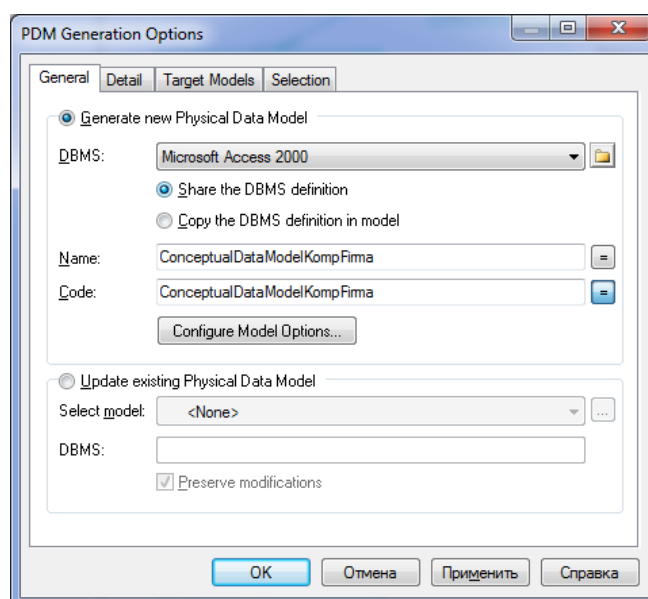 PDM Generation Options
General Detail Target Models Selection
Generate new Physical Data Model
DBMS: Microsoft Access 2000
Share the DBMS definition
Copy the DBMS definition in model
Name: ConceptualDataModelKompFirma =
Code: ConceptualDataModelKompFirma =
Configure Model Options...
Update existing Physical Data Model
Select model: <None> ...
DBMS:
Preserve modifications
OK Отмена Применить Справка